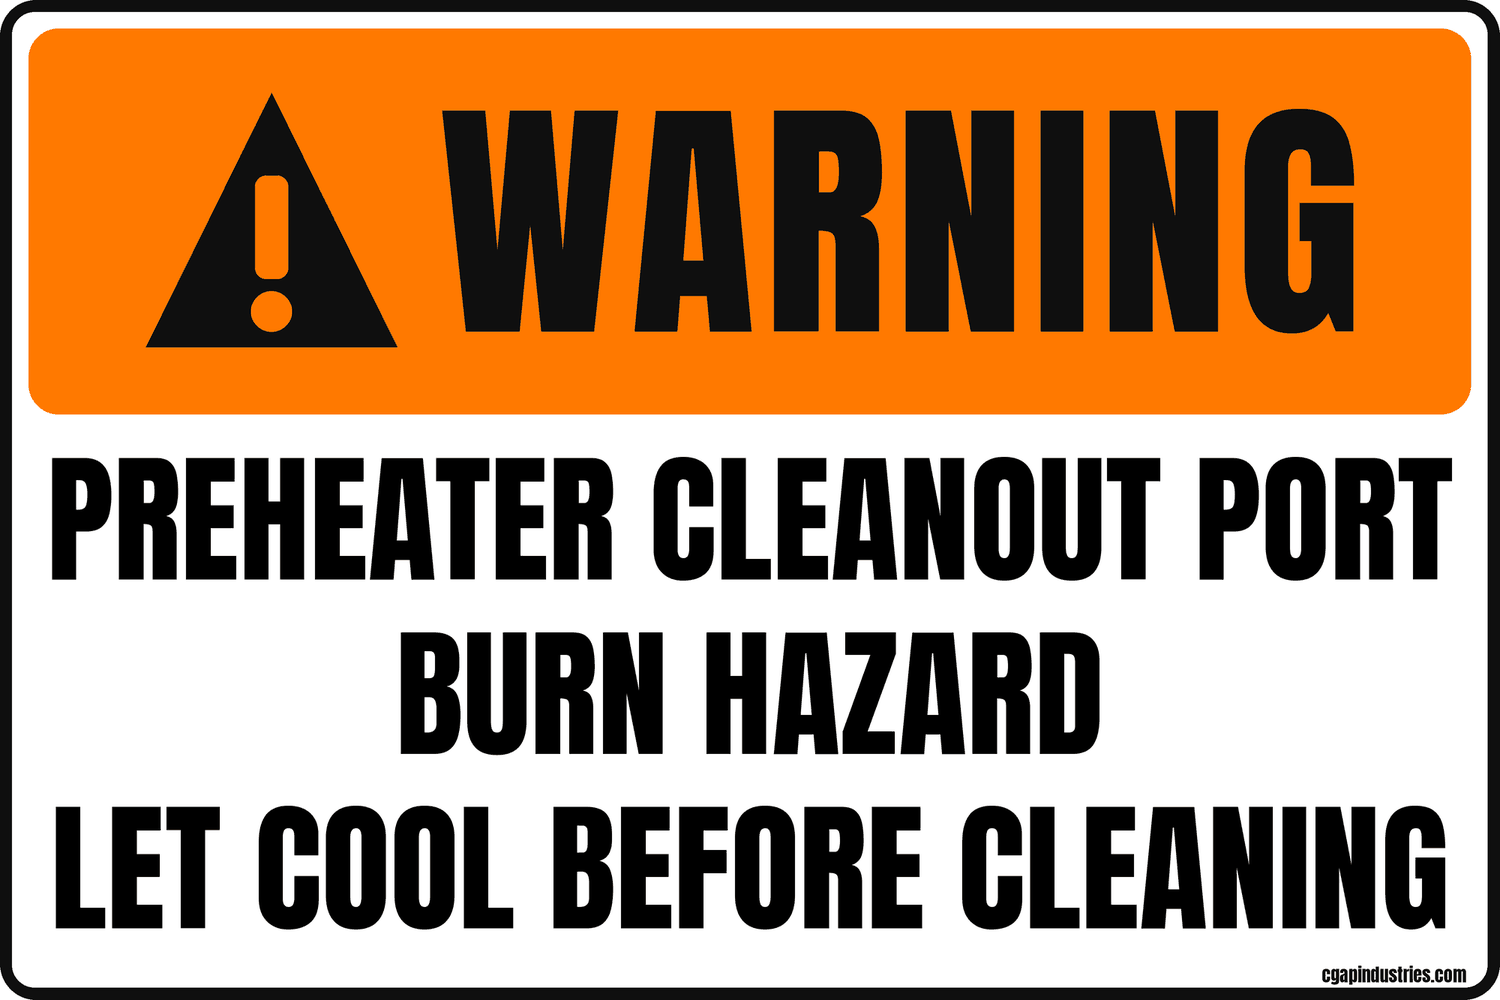 WARNING
PREHEATER CLEANOUT PORT
BURN HAZARD
LET COOL BEFORE CLEANING
cgapindustries.com